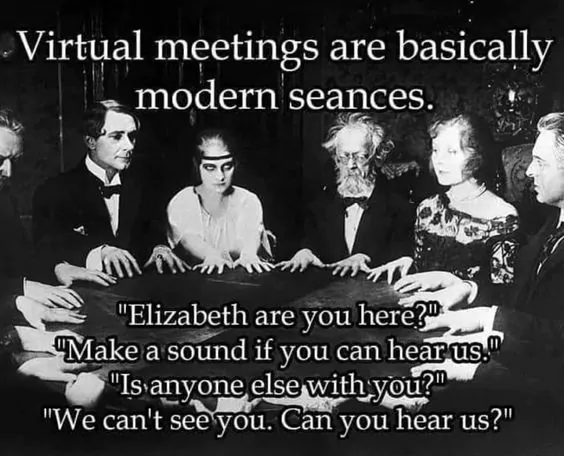 Virtual meetings are basically
modern seances.
"Elizabeth are you here?"
"Make a sound if you can hear us."
"Is anyone else with you?"
"We can't see you. Can you hear us?"